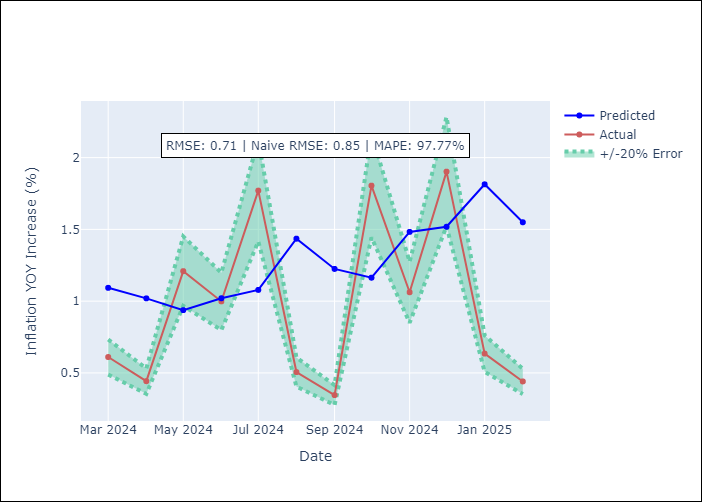 RMSE: 0.71 | Naive RMSE: 0.85 | MAPE: 97.77%
Predicted
Actual
+/-20% Error
Inflation YOY Increase (%)
2
1.5
1
0.5
Mar 2024
May 2024
Jul 2024
Sep 2024
Nov 2024
Jan 2025
Date